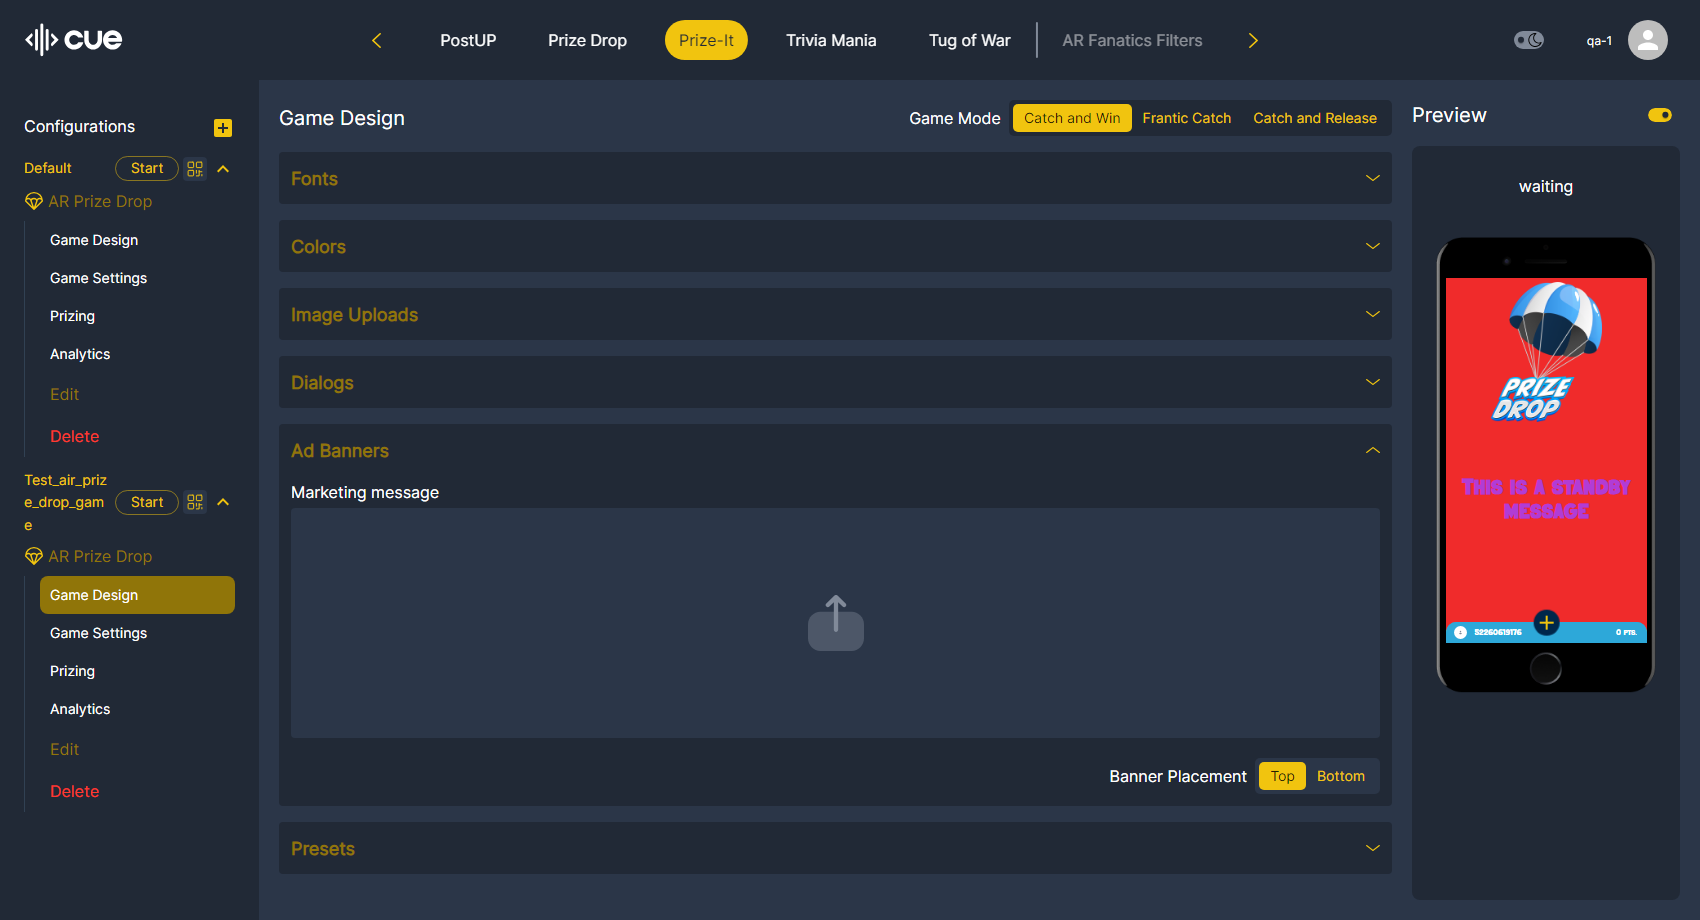 cue
PostUP
Prize Drop
Prize-It
Trivia Mania
Tug of War
AR Fanatics Filters
qa-1
Configurations
Default
Start
AR Prize Drop
Game Design
Game Settings
Prizing
Analytics
Edit
Delete
Test_air_priz
e_drop_gam
e
Start
AR Prize Drop
Game Design
Game Settings
Prizing
Analytics
Edit
Delete
Game Design
Game Mode
Catch and Win
Frantic Catch
Catch and Release
Fonts
Colors
Image Uploads
Dialogs
Ad Banners
Marketing message
Banner Placement
Top
Bottom
Presets
Preview
waiting
PRIZE
DROP
THIS IS A STANDBY
MESSAGE
52260619176
0 PTS.